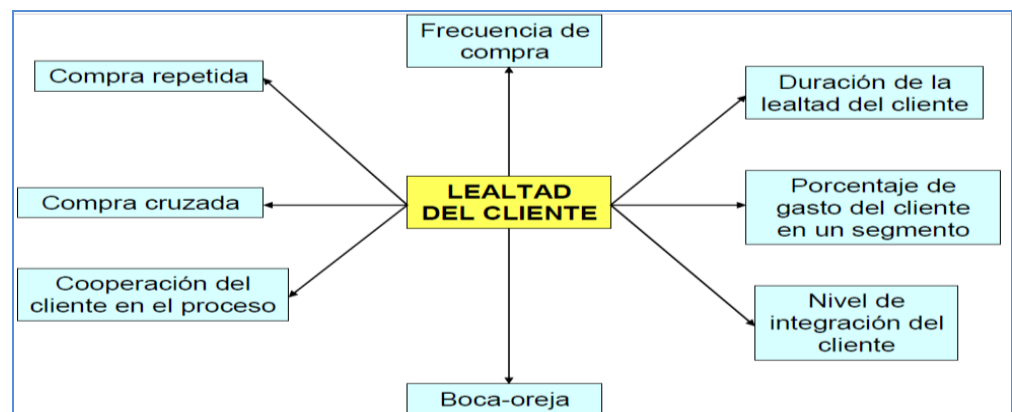 Frecuencia de
compra
Compra repetida
Duración de la
lealtad del cliente
LEALTAD
DEL CLIENTE
Compra cruzada
Porcentaje de
gasto del cliente
en un segmento
Cooperación del
cliente en el proceso
Nivel de
integración del
cliente
Boca-oreja